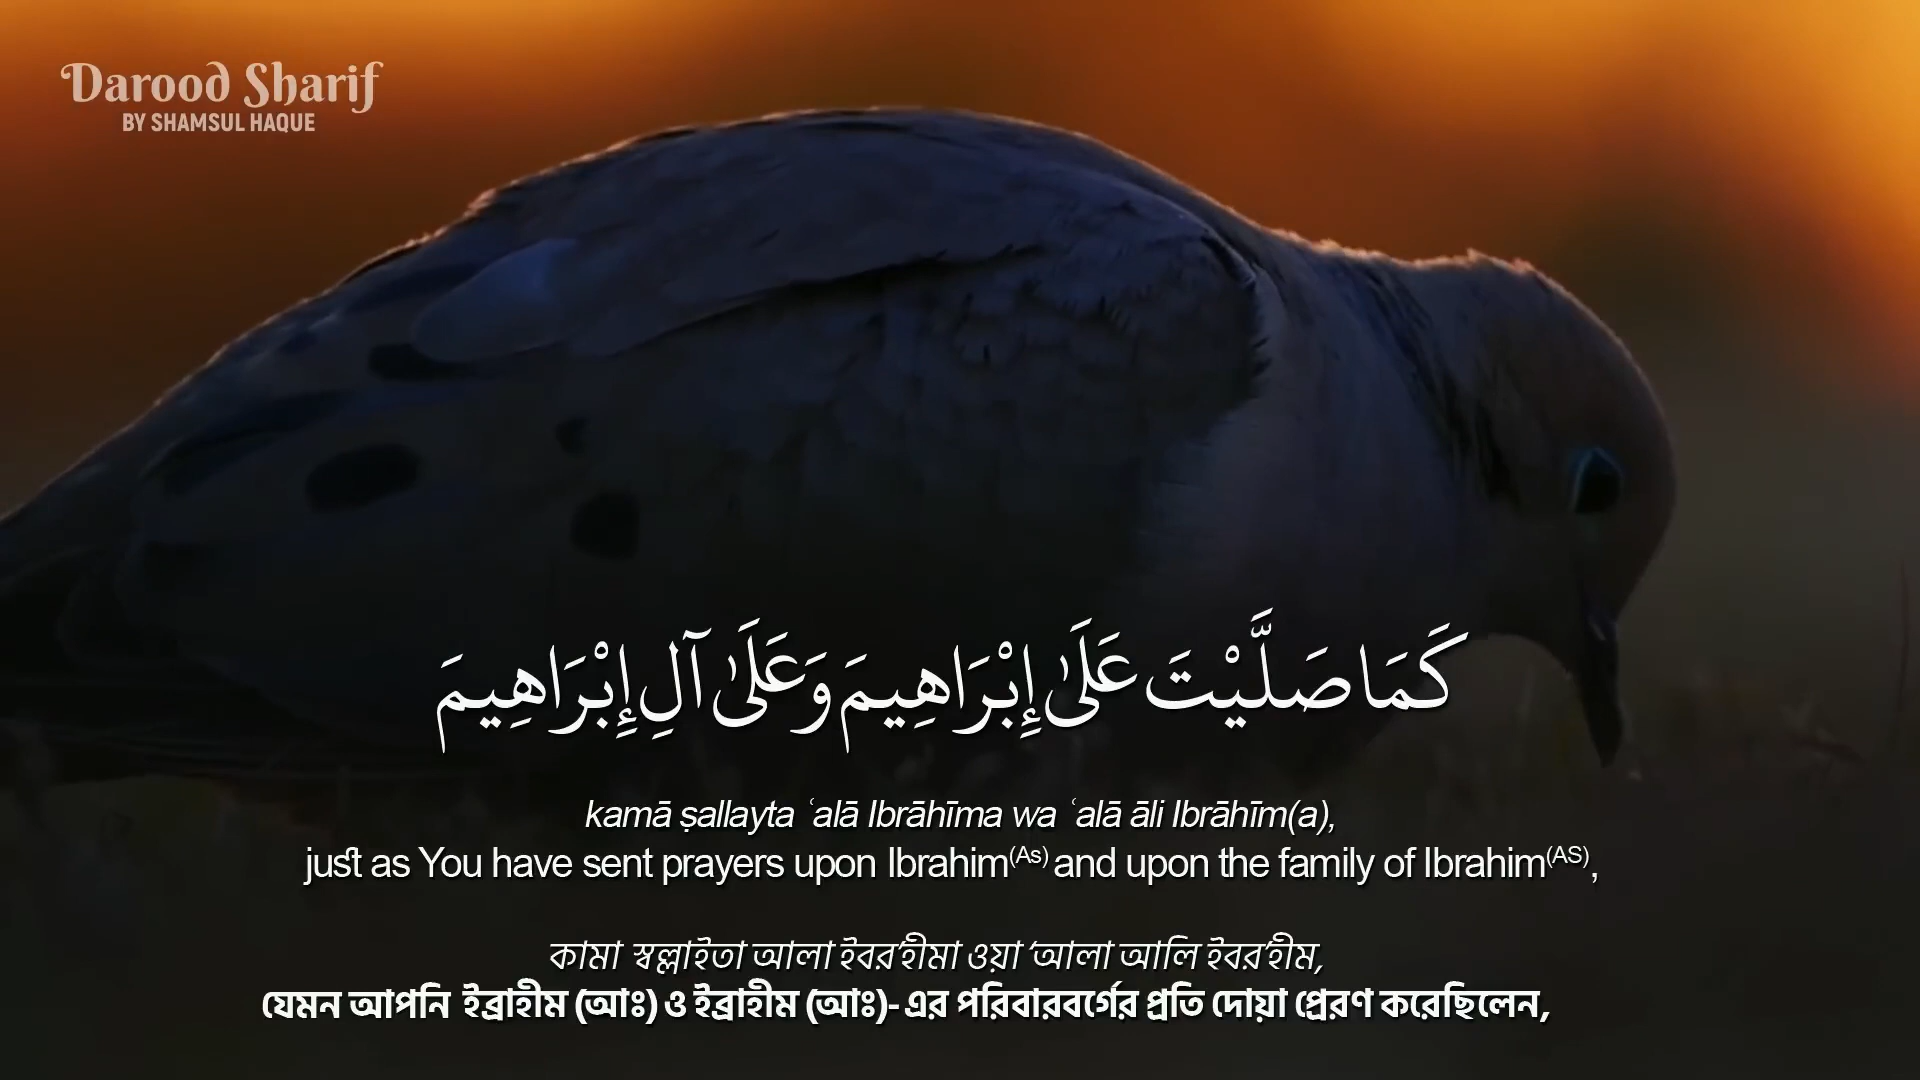 Darood Sharif
BY SHAMSUL HAQUE
كَمَا صَلَّيْتَ عَلَىٰ إِبْرَاهِيمَ وَعَلَىٰ آلِ إِبْرَاهِيمَ
kamā ṣallayta ʿalā Ibrāhīma wa ʿalā āli Ibrāhīm(a),
just as You have sent prayers upon Ibrahim(As) and upon the family of Ibrahim(AS),
কামা স্বল্লাইতা আলা ইবর'হীমা ওয়া 'আলা আলি ইবর'হীম,
যেমন আপনি ইব্রাহীম (আঃ) ও ইব্রাহীম (আঃ)- এর পরিবারবর্গের প্রতি দোয়া প্রেরণ করেছিলেন,